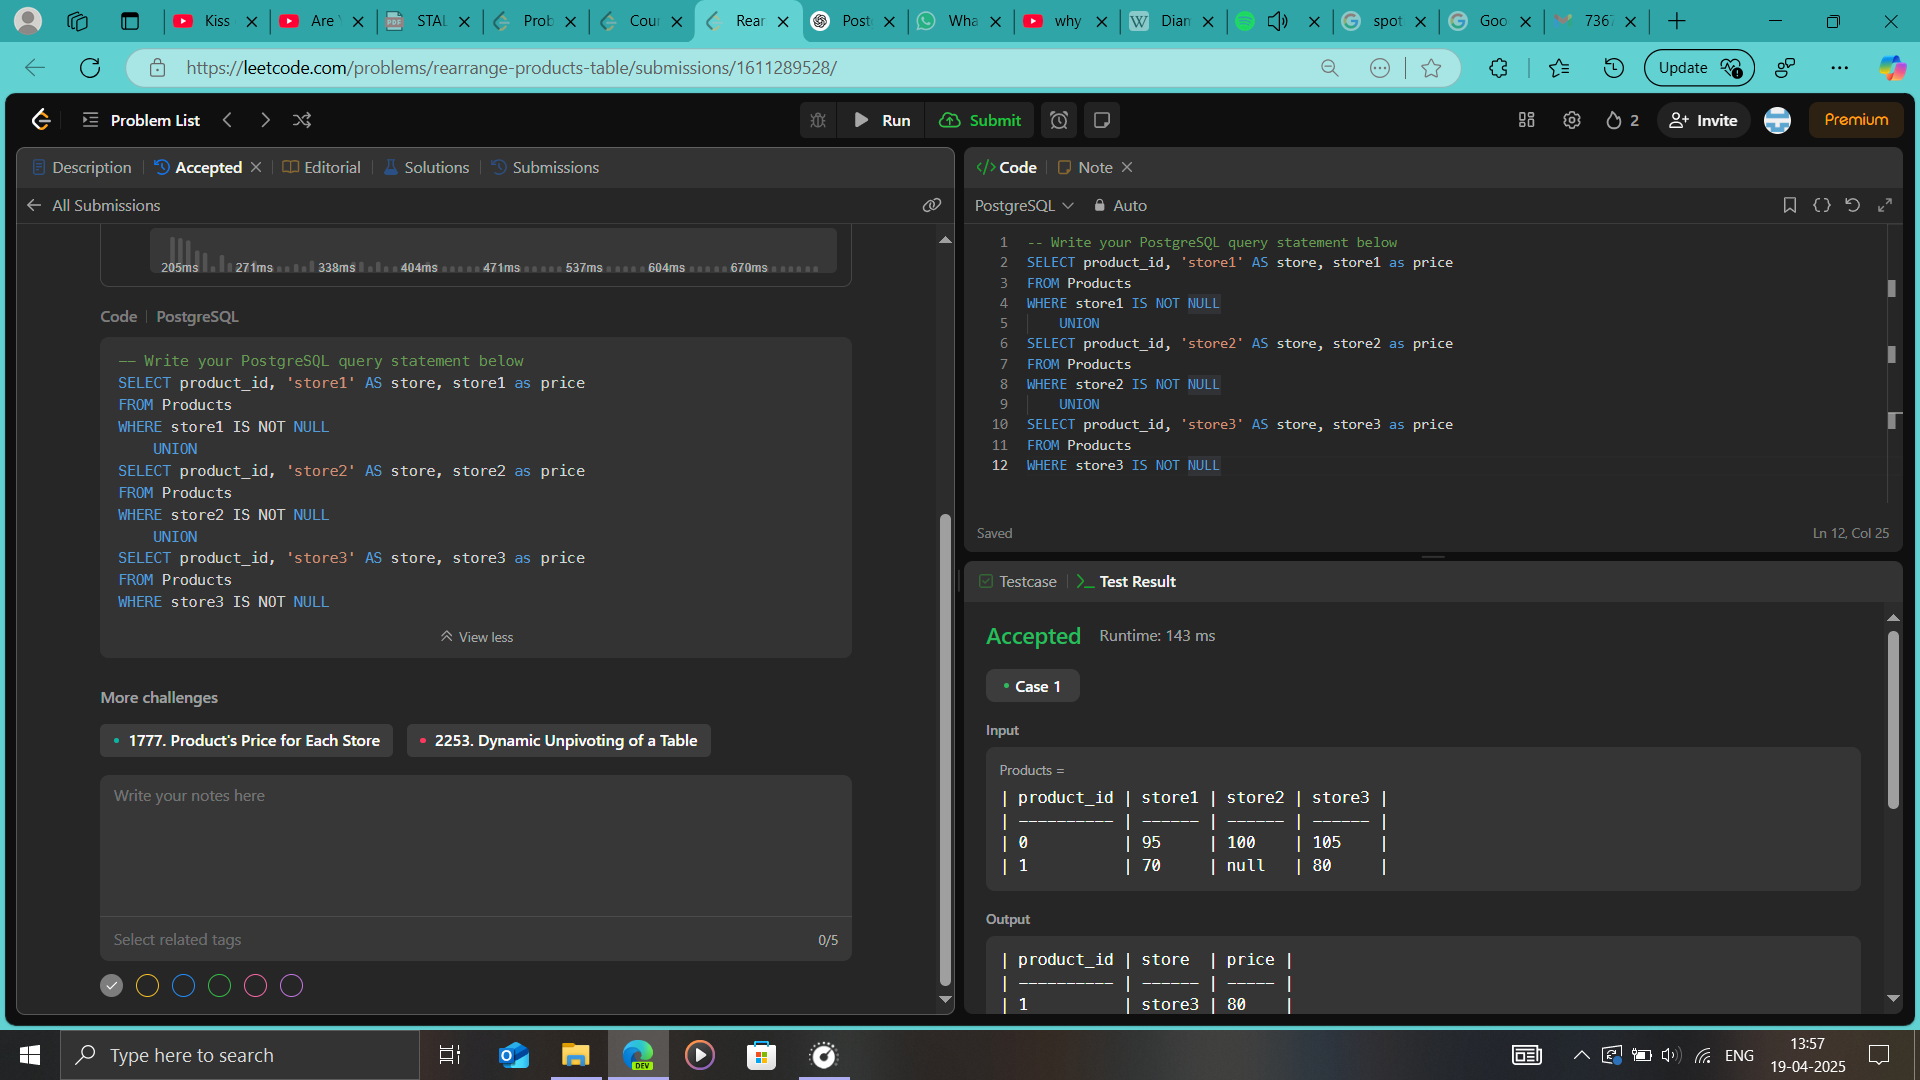 Kiss
Are
STAL
Prob
Cour
Rear
Post
Wha
why
Dian
spot
Goo
7367
https://leetcode.com/problems/rearrange-products-table/submissions/1611289528/
Update
Problem List
Run
Submit
2
Invite
Premium
Description
Accepted
Editorial
Solutions
Submissions
All Submissions
205ms 271ms 338ms 404ms 471ms 537ms 604ms 670ms
Code
PostgreSQL
-- Write your PostgreSQL query statement below
SELECT product_id, 'store1' AS store, store1 as price
FROM Products
WHERE store1 IS NOT NULL
UNION
SELECT product_id, 'store2' AS store, store2 as price
FROM Products
WHERE store2 IS NOT NULL
UNION
SELECT product_id, 'store3' AS store, store3 as price
FROM Products
WHERE store3 IS NOT NULL
View less
More challenges
1777. Product's Price for Each Store
2253. Dynamic Unpivoting of a Table
Write your notes here
Select related tags
0/5
</> Code
Note
PostgreSQL
Auto
1 -- Write your PostgreSQL query statement below
2 SELECT product_id, 'store1' AS store, store1 as price
3 FROM Products
4 WHERE store1 IS NOT NULL
5 UNION
6 SELECT product_id, 'store2' AS store, store2 as price
7 FROM Products
8 WHERE store2 IS NOT NULL
9 UNION
10 SELECT product_id, 'store3' AS store, store3 as price
11 FROM Products
12 WHERE store3 IS NOT NULL
Saved
Ln 12, Col 25
Testcase
Test Result
Accepted
Runtime: 143 ms
Case 1
Input
Products =
| product_id | store1 | store2 | store3 |
| ---------- | ------ | ------ | ------ |
| 0 | 95 | 100 | 105 |
| 1 | 70 | null | 80 |
Output
| product_id | store | price |
| ---------- | ------ | ----- |
| 1 | store3 | 80 |
Type here to search
DEV
ENG
13:57
19-04-2025